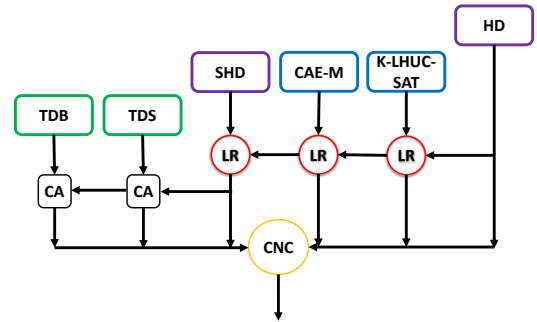 HD
SHD
CAE-M
K-LHUC-
SAT
TDB
TDS
LR
LR
LR
CA
CA
CNC